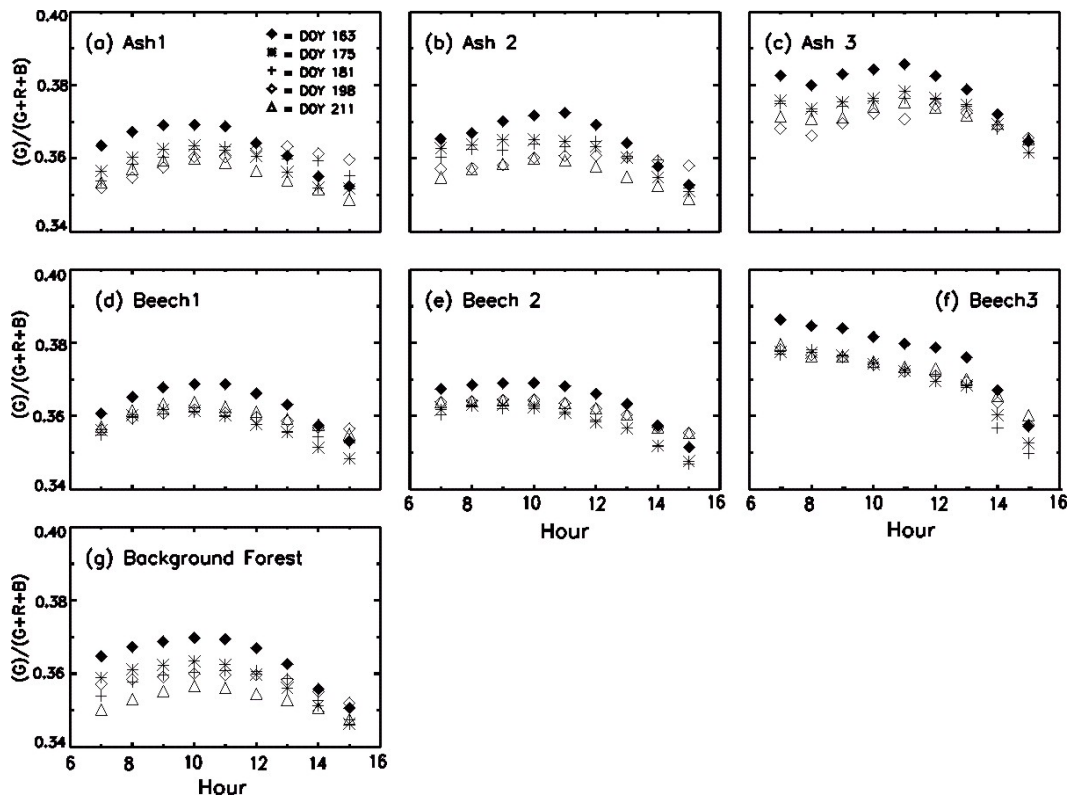 0.40
0.38
0.36
0.34
(G)/(G+R+B)
(a) Ash1
◆ = DOY 163
✳ = DOY 175
+ = DOY 181
◇ = DOY 198
△ = DOY 211
(b) Ash 2
(c) Ash 3
0.40
0.38
0.36
0.34
(G)/(G+R+B)
(d) Beech1
(e) Beech 2
(f) Beech3
6 8 10 12 14 16
Hour
6 8 10 12 14 16
Hour
0.40
0.38
0.36
0.34
(G)/(G+R+B)
(g) Background Forest
6 8 10 12 14 16
Hour